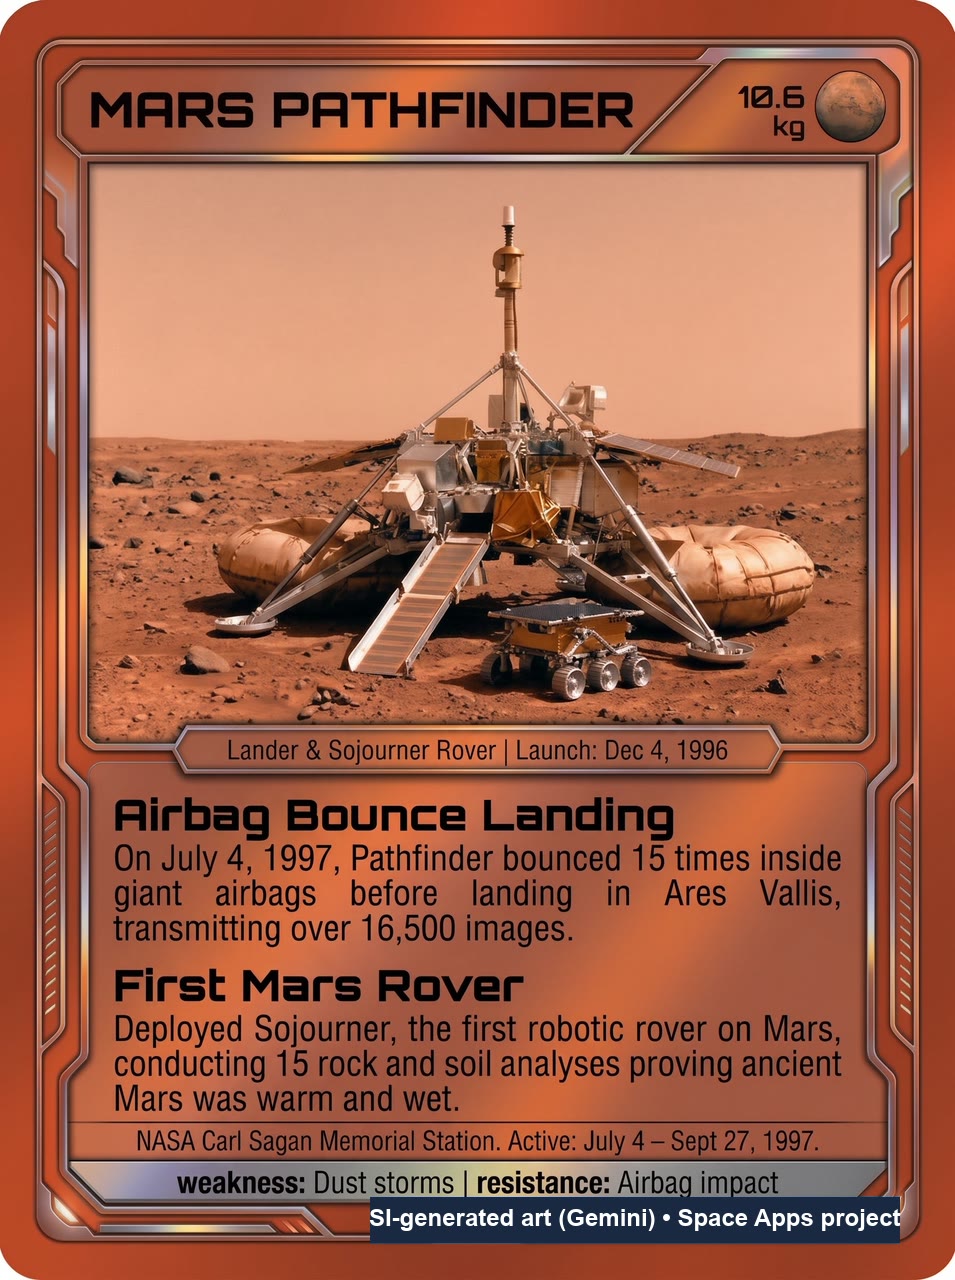 MARS PATHFINDER
10.6
kg
Lander & Sojourner Rover | Launch: Dec 4, 1996
Airbag Bounce Landing
On July 4, 1997, Pathfinder bounced 15 times inside
giant airbags before landing in Ares Vallis,
transmitting over 16,500 images.
First Mars Rover
Deployed Sojourner, the first robotic rover on Mars,
conducting 15 rock and soil analyses proving ancient
Mars was warm and wet.
NASA Carl Sagan Memorial Station. Active: July 4 – Sept 27, 1997.
weakness: Dust storms | resistance: Airbag impact
SI-generated art (Gemini) • Space Apps project